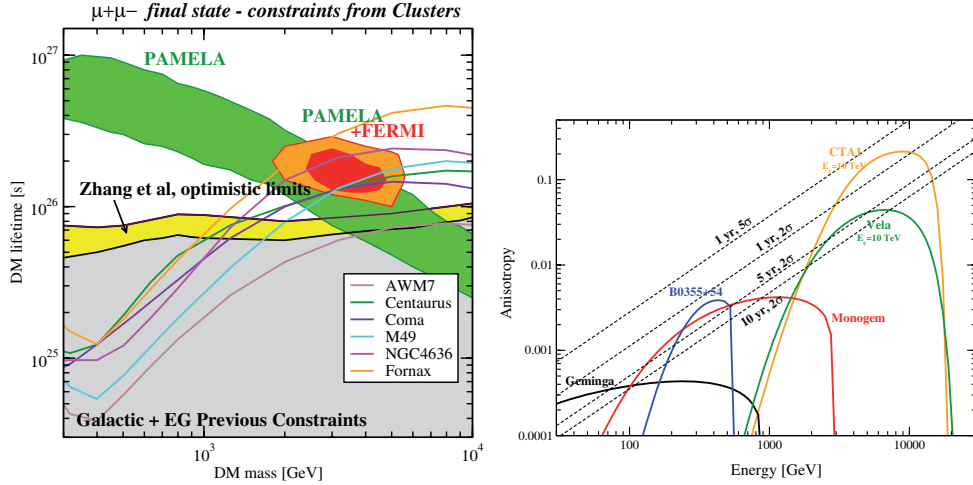 μ+μ− final state - constraints from Clusters
10^27
10^26
10^25
DM lifetime [s]
PAMELA
PAMELA
+FERMI
Zhang et al, optimistic limits
AWM7
Centaurus
Coma
M49
NGC4636
Fornax
Galactic + EG Previous Constraints
10^3
10^4
DM mass [GeV]
Anisotropy
0.1
0.01
0.001
0.0001
1 yr, 5σ
1 yr, 2σ
5 yr, 2σ
10 yr, 2σ
CTA1
E_c=10 TeV
Vela
E_c=10 TeV
B0355+54
Monogem
Geminga
100
1000
10000
Energy [GeV]